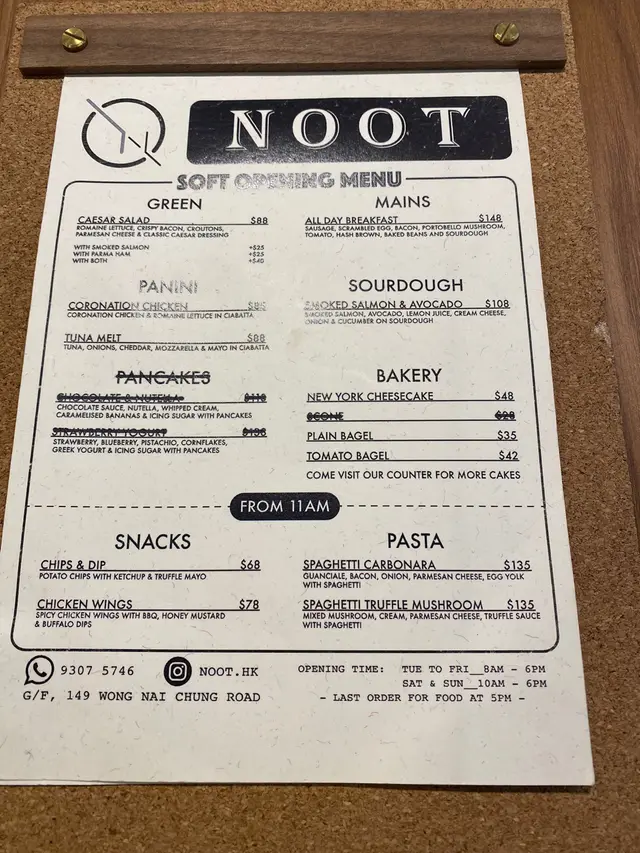 NOOT
SOFT OPENING MENU
GREEN
CAESAR SALAD $88
ROMAINE LETTUCE, CRISPY BACON, CROUTONS,
PARMESAN CHEESE & CLASSIC CAESAR DRESSING
WITH SMOKED SALMON +$25
WITH PARMA HAM +$25
WITH BOTH +$40
MAINS
ALL DAY BREAKFAST $148
SAUSAGE, SCRAMBLED EGG, BACON, PORTOBELLO MUSHROOM,
TOMATO, HASH BROWN, BAKED BEANS AND SOURDOUGH
PANINI
CORONATION CHICKEN
CORONATION CHICKEN & ROMAINE LETTUCE IN CIABATTA
TUNA MELT $88
TUNA, ONIONS, CHEDDAR, MOZZARELLA & MAYO IN CIABATTA
SOURDOUGH
SMOKED SALMON & AVOCADO $108
SMOKED SALMON, AVOCADO, LEMON JUICE, CREAM CHEESE,
ONION & CUCUMBER ON SOURDOUGH
PANCAKES
CHOCOLATE & NUTELLA
CHOCOLATE SAUCE, NUTELLA, WHIPPED CREAM,
CARAMELISED BANANAS & ICING SUGAR WITH PANCAKES
STRAWBERRY YOGURT
STRAWBERRY, BLUEBERRY, PISTACHIO, CORNFLAKES,
GREEK YOGURT & ICING SUGAR WITH PANCAKES
BAKERY
NEW YORK CHEESECAKE $48
SCONE $28
PLAIN BAGEL $35
TOMATO BAGEL $42
COME VISIT OUR COUNTER FOR MORE CAKES
FROM 11AM
SNACKS
CHIPS & DIP $68
POTATO CHIPS WITH KETCHUP & TRUFFLE MAYO
CHICKEN WINGS $78
SPICY CHICKEN WINGS WITH BBQ, HONEY MUSTARD
& BUFFALO DIPS
PASTA
SPAGHETTI CARBONARA $135
GUANCIALE, BACON, ONION, PARMESAN CHEESE, EGG YOLK
WITH SPAGHETTI
SPAGHETTI TRUFFLE MUSHROOM $135
MIXED MUSHROOM, CREAM, PARMESAN CHEESE, TRUFFLE SAUCE
WITH SPAGHETTI
9307 5746 NOOT.HK
G/F, 149 WONG NAI CHUNG ROAD
OPENING TIME: TUE TO FRI__8AM - 6PM
SAT & SUN__10AM - 6PM
- LAST ORDER FOR FOOD AT 5PM -